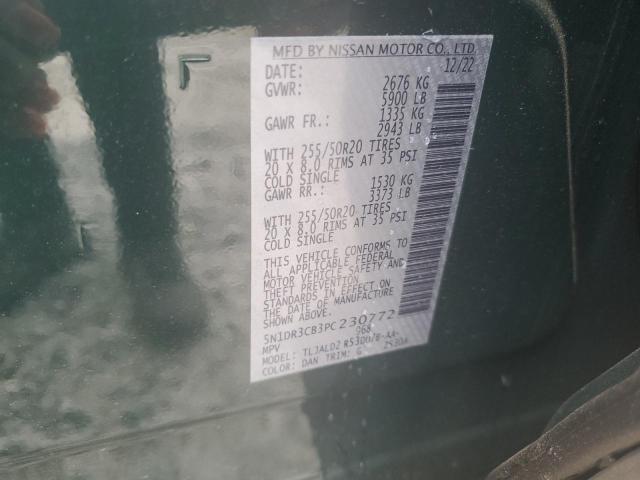 MFD BY NISSAN MOTOR CO., LTD.
DATE: 12/22
GVWR: 2676 KG
5900 LB
GAWR FR.: 1335 KG
2943 LB
WITH 255/50R20 TIRES
20 X 8.0 RIMS AT 35 PSI
COLD SINGLE
GAWR RR.: 1530 KG
3373 LB
WITH 255/50R20 TIRES
20 X 8.0 RIMS AT 35 PSI
COLD SINGLE
THIS VEHICLE CONFORMS TO
ALL APPLICABLE FEDERAL
MOTOR VEHICLE SAFETY AND
THEFT PREVENTION
STANDARDS IN EFFECT ON
THE DATE OF MANUFACTURE
SHOWN ABOVE.
5N1DR3CB3PC230772
MPV 968
MODEL: TLJALD2
COLOR: DAN TRIM: G